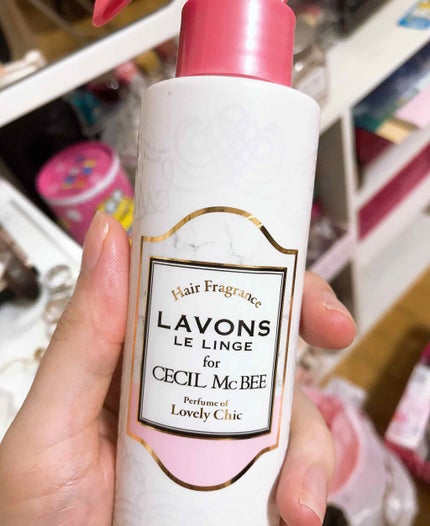 Hair Fragrance
LAVONS
LE LINGE
for
CECIL McBEE
Perfume of
Lovely Chic